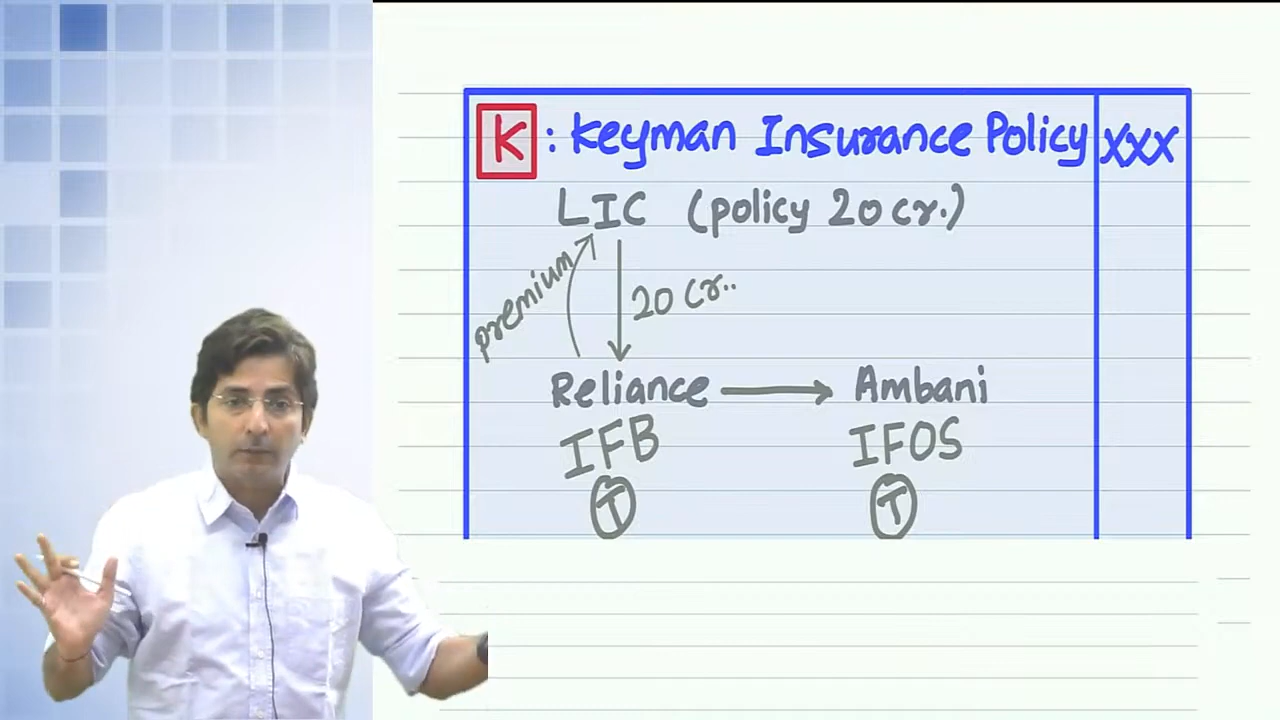 K : Keyman Insurance Policy XXX
LIC (policy 20 cr.)
premium
20 Cr..
Reliance Ambani
IFB IFOS
T T